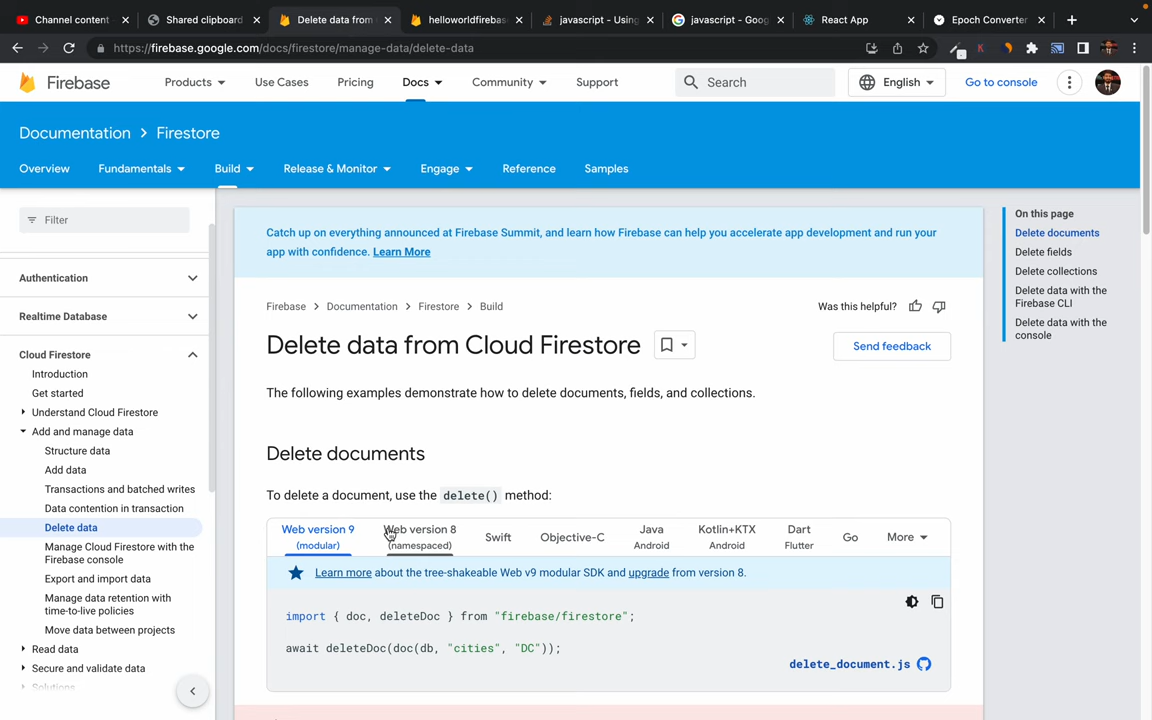 Channel content
Shared clipboard
Delete data from
helloworldfirebas
javascript - Using
javascript - Goog
React App
Epoch Converter
https://firebase.google.com/docs/firestore/manage-data/delete-data
Firebase
Products
Use Cases
Pricing
Docs
Community
Support
Search
English
Go to console
Documentation > Firestore
Overview
Fundamentals
Build
Release & Monitor
Engage
Reference
Samples
Filter
Authentication
Realtime Database
Cloud Firestore
Introduction
Get started
Understand Cloud Firestore
Add and manage data
Structure data
Add data
Transactions and batched writes
Data contention in transaction
Delete data
Manage Cloud Firestore with the
Firebase console
Export and import data
Manage data retention with
time-to-live policies
Move data between projects
Read data
Secure and validate data
Solutions
Catch up on everything announced at Firebase Summit, and learn how Firebase can help you accelerate app development and run your
app with confidence. Learn More
Firebase > Documentation > Firestore > Build
Was this helpful?
Delete data from Cloud Firestore
Send feedback
The following examples demonstrate how to delete documents, fields, and collections.
Delete documents
To delete a document, use the delete() method:
Web version 9
(modular)
Web version 8
(namespaced)
Swift
Objective-C
Java
Android
Kotlin+KTX
Android
Dart
Flutter
Go
More
Learn more about the tree-shakeable Web v9 modular SDK and upgrade from version 8.
import { doc, deleteDoc } from "firebase/firestore";
await deleteDoc(doc(db, "cities", "DC"));
delete_document.js
On this page
Delete documents
Delete fields
Delete collections
Delete data with the
Firebase CLI
Delete data with the
console